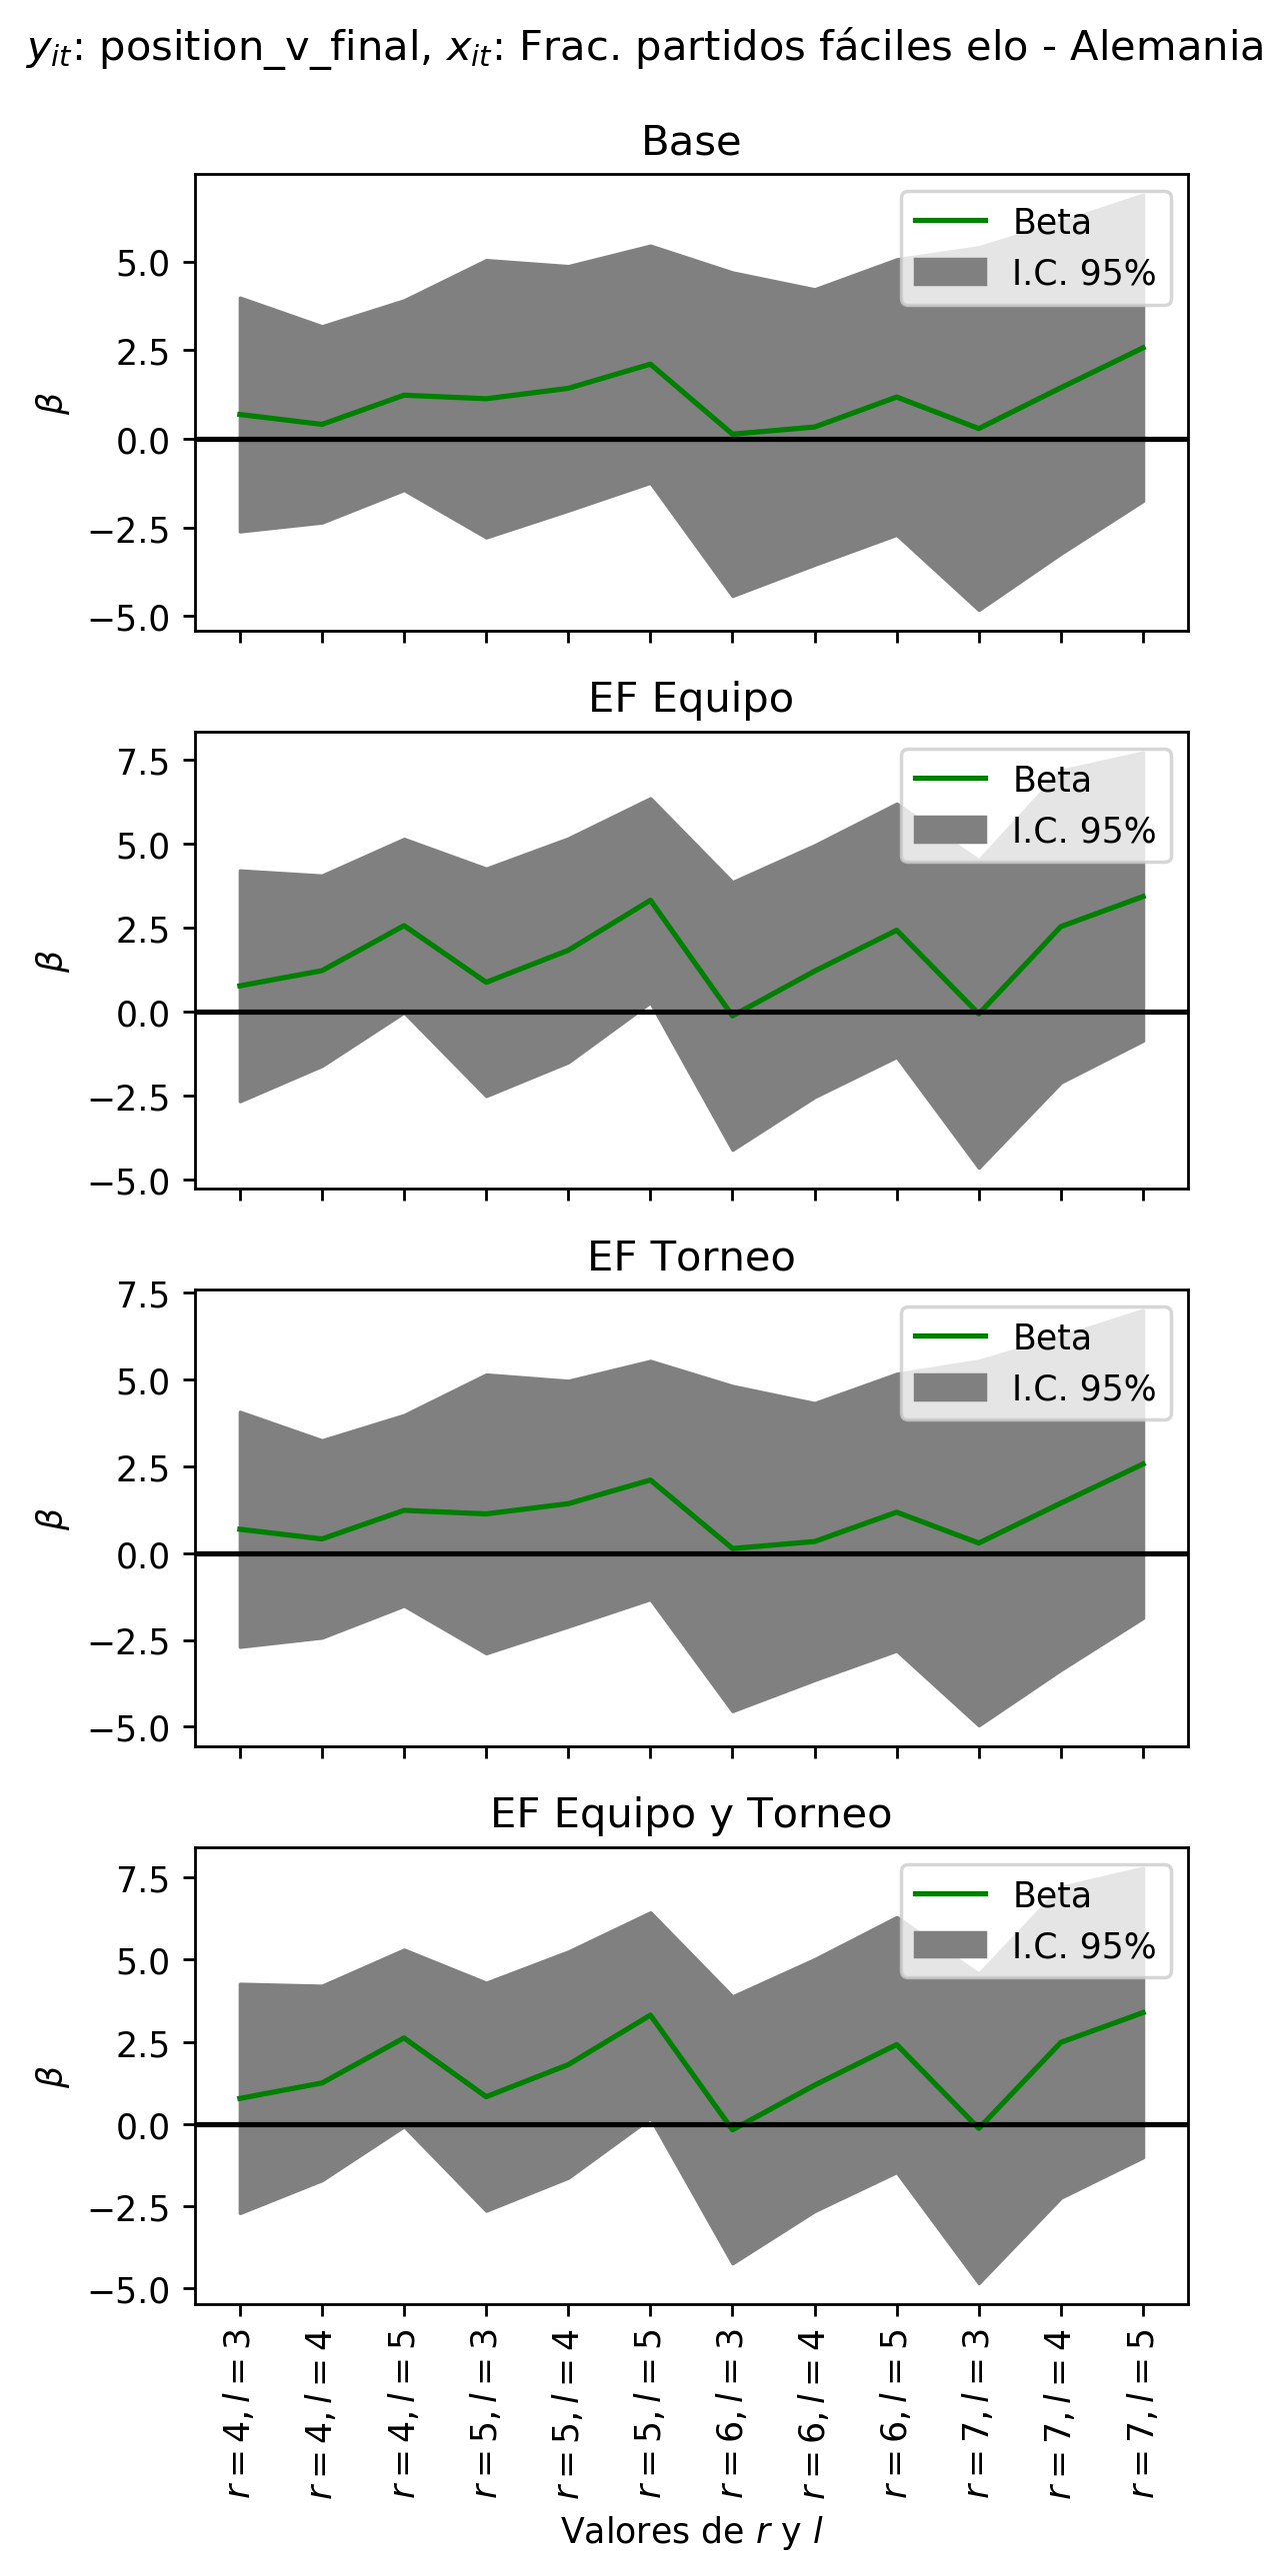 y_it: position_v_final, x_it: Frac. partidos fáciles elo - Alemania
Base
Beta
I.C. 95%
5.0
2.5
0.0
−2.5
−5.0
β
EF Equipo
Beta
I.C. 95%
7.5
5.0
2.5
0.0
−2.5
−5.0
β
EF Torneo
Beta
I.C. 95%
7.5
5.0
2.5
0.0
−2.5
−5.0
β
EF Equipo y Torneo
Beta
I.C. 95%
7.5
5.0
2.5
0.0
−2.5
−5.0
β
r = 4, l = 3
r = 4, l = 4
r = 4, l = 5
r = 5, l = 3
r = 5, l = 4
r = 5, l = 5
r = 6, l = 3
r = 6, l = 4
r = 6, l = 5
r = 7, l = 3
r = 7, l = 4
r = 7, l = 5
Valores de r y l